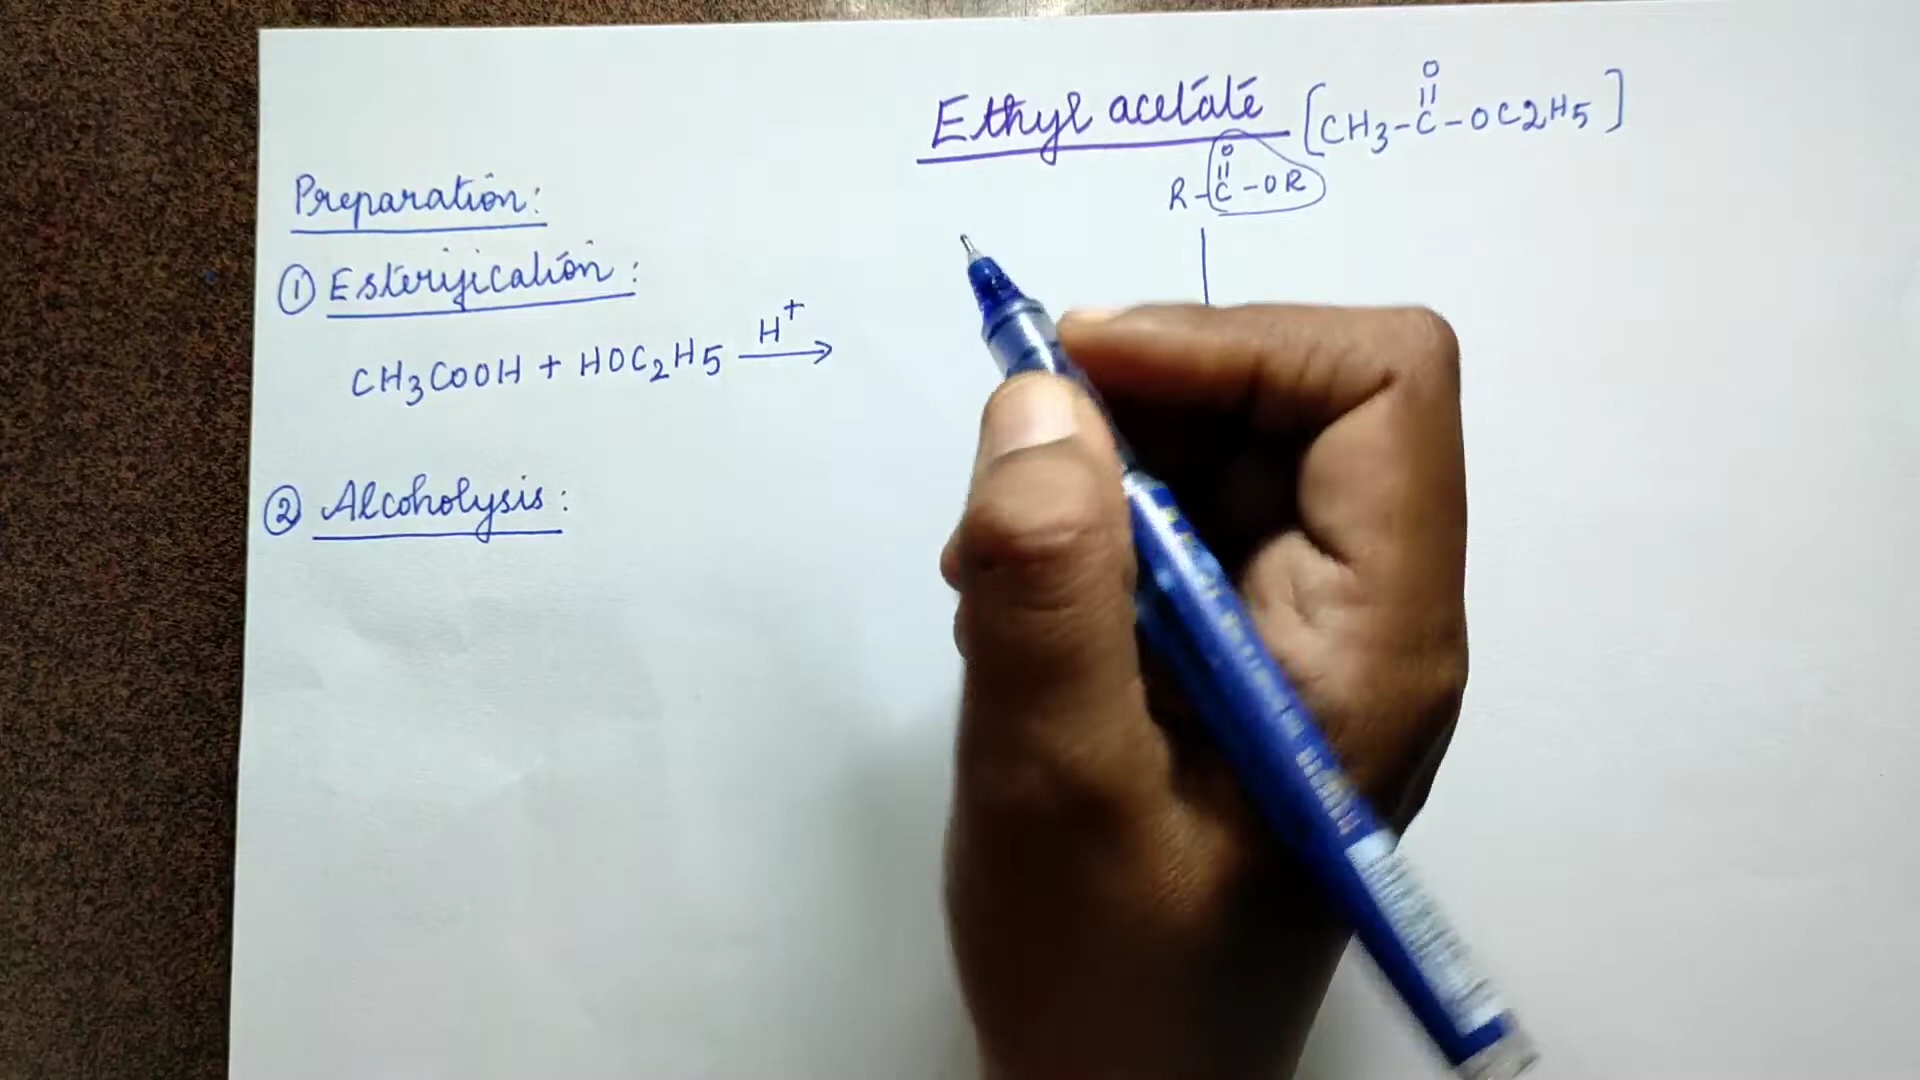 Ethyl acetate [CH3-C-OC2H5]
O
||
R-C-OR
O
||
Preparation:
① Esterification:
CH3COOH + HOC2H5 H+ →
② Alcoholysis: